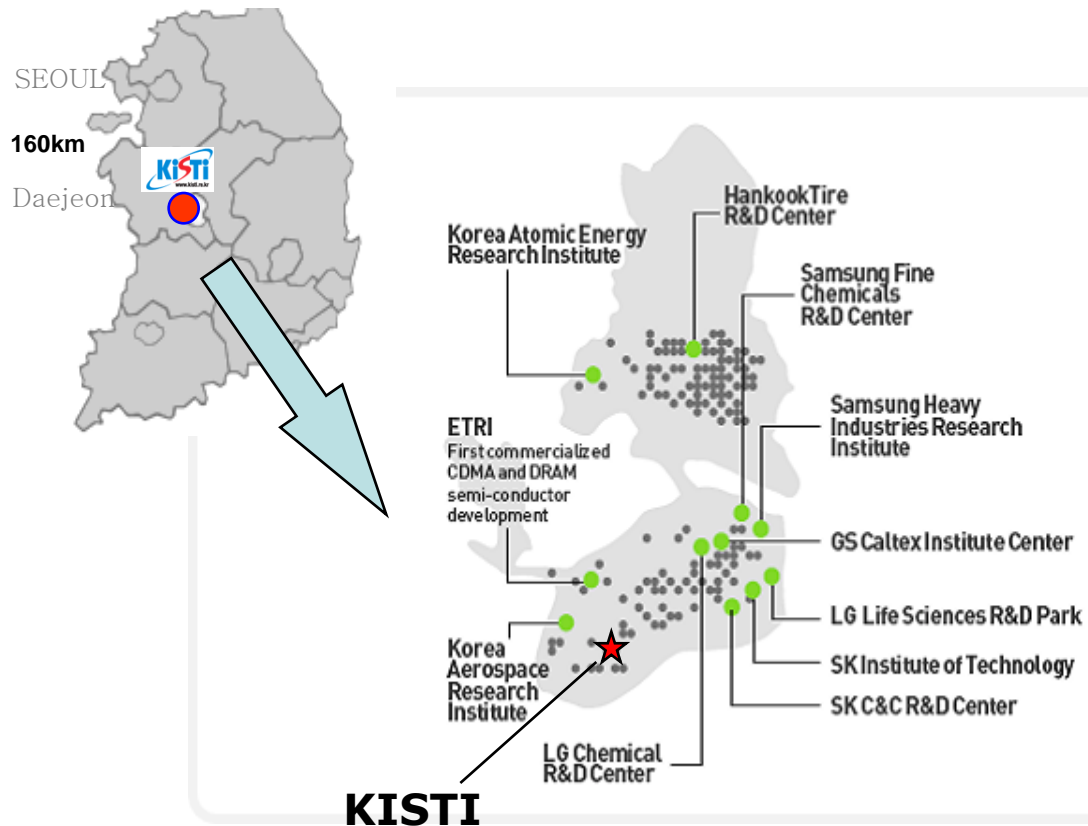 SEOUL
160km
KiSTi
www.kisti.re.kr
Daejeon
HankookTire
R&D Center
Korea Atomic Energy
Research Institute
Samsung Fine
Chemicals
R&D Center
Samsung Heavy
Industries Research
Institute
ETRI
First commercialized
CDMA and DRAM
semi-conductor
development
GS Caltex Institute Center
LG Life Sciences R&D Park
Korea
Aerospace
Research
Institute
SK Institute of Technology
SK C&C R&D Center
LG Chemical
R&D Center
KISTI